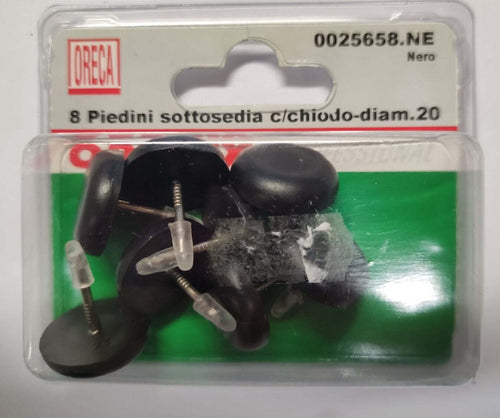 ORECA
0025658.NE
Nero
8 Piedini sottosedia c/chiodo-diam.20